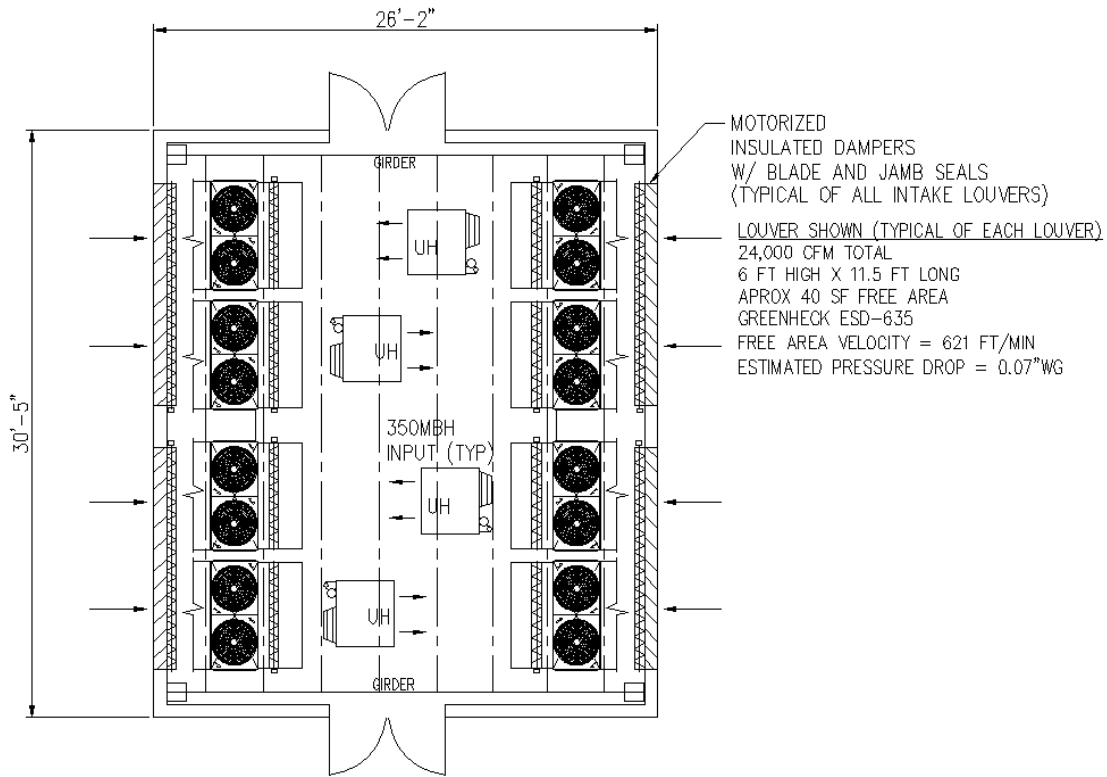 26'-2"
MOTORIZED
INSULATED DAMPERS
W/ BLADE AND JAMB SEALS
(TYPICAL OF ALL INTAKE LOUVERS)
GIRDER
LOUVER SHOWN (TYPICAL OF EACH LOUVER)
24,000 CFM TOTAL
6 FT HIGH X 11.5 FT LONG
APROX 40 SF FREE AREA
GREENHECK ESD-635
FREE AREA VELOCITY = 621 FT/MIN
ESTIMATED PRESSURE DROP = 0.07"WG
UH
UH
30'-5"
350MBH
INPUT (TYP)
UH
UH
GIRDER